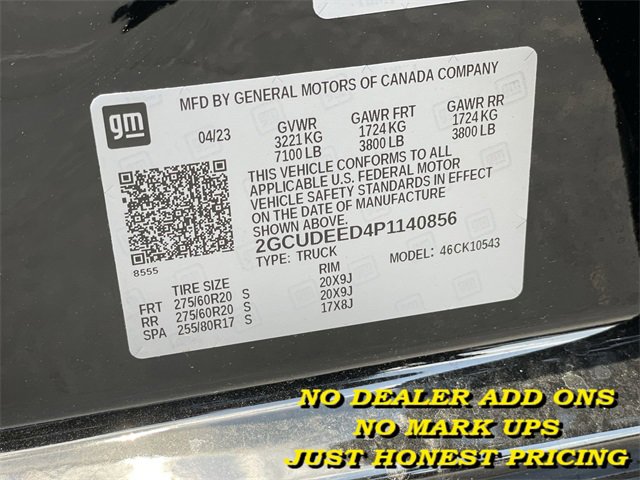 MFD BY GENERAL MOTORS OF CANADA COMPANY
gm
04/23
GVWR GAWR FRT GAWR RR
3221 KG 1724 KG 1724 KG
7100 LB 3800 LB 3800 LB
THIS VEHICLE CONFORMS TO ALL
APPLICABLE U.S. FEDERAL MOTOR
VEHICLE SAFETY STANDARDS IN EFFECT
ON THE DATE OF MANUFACTURE
SHOWN ABOVE.
2GCUDEED4P1140856
8555
TYPE: TRUCK MODEL: 46CK10543
TIRE SIZE RIM
FRT 275/60R20 S 20X9J
RR 275/60R20 S 20X9J
SPA 255/80R17 S 17X8J
NO DEALER ADD ONS
NO MARK UPS
JUST HONEST PRICING